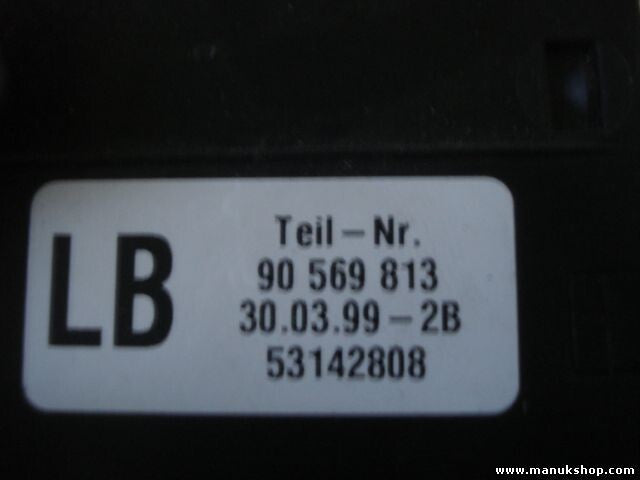 LB
Teil-Nr.
90 569 813
30.03.99-2B
53142808
www.manukshop.com